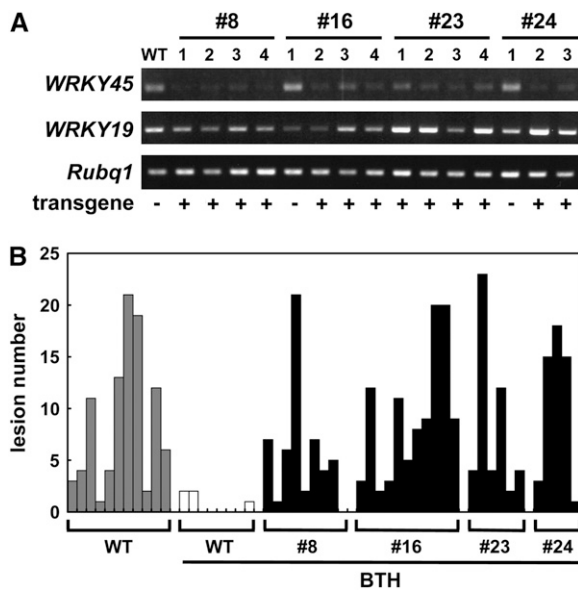 A
#8 #16 #23 #24
WT 1 2 3 4 1 2 3 4 1 2 3 4 1 2 3
WRKY45
WRKY19
Rubq1
transgene - + + + + - + + + + + + + - + +
B
lesion number
25
20
15
10
5
0
WT WT #8 #16 #23 #24
BTH